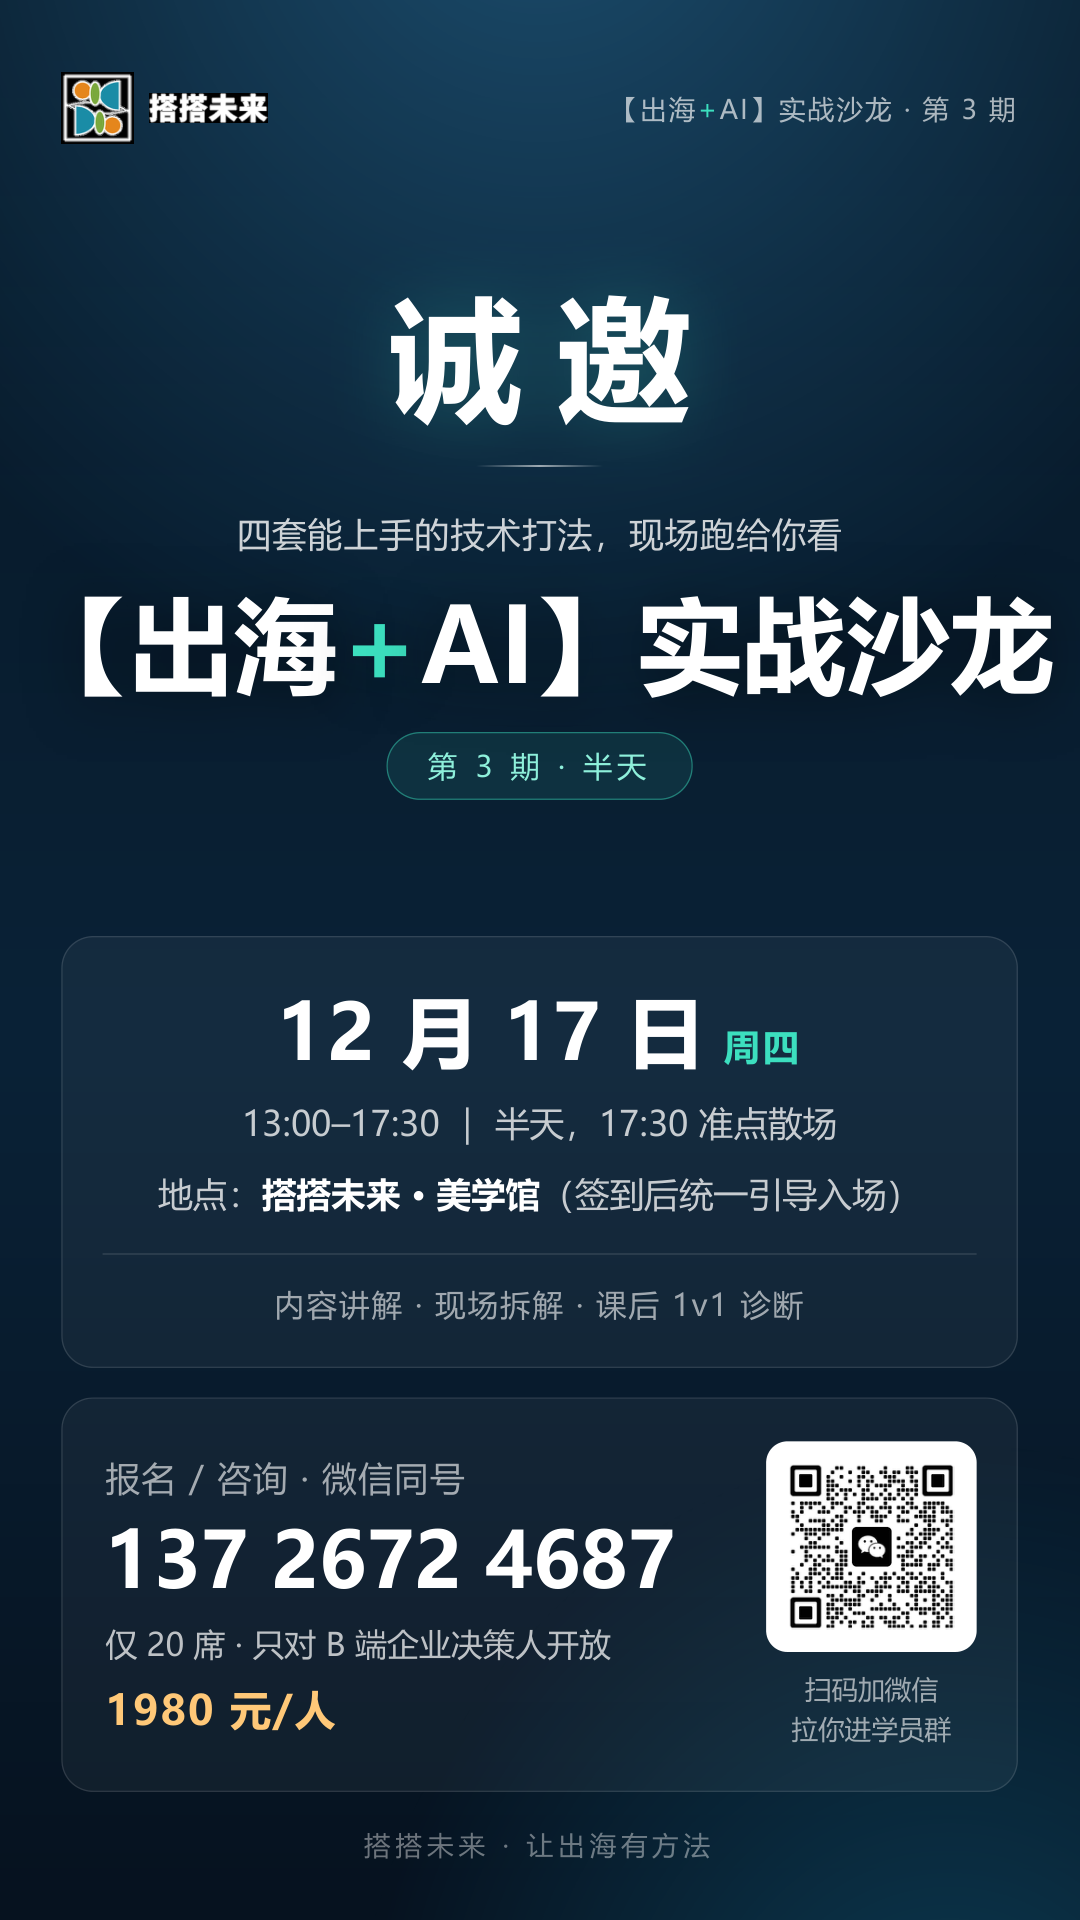 搭搭未来
【出海+AI】实战沙龙 · 第 3 期
诚邀
四套能上手的技术打法，现场跑给你看
【出海+AI】实战沙龙
第 3 期 · 半天
12 月 17 日 周四
13:00–17:30 | 半天，17:30 准点散场
地点：搭搭未来 · 美学馆（签到后统一引导入场）
内容讲解 · 现场拆解 · 课后 1v1 诊断
报名 / 咨询 · 微信同号
137 2672 4687
仅 20 席 · 只对 B 端企业决策人开放
1980 元/人
扫码加微信
拉你进学员群
搭搭未来 · 让出海有方法